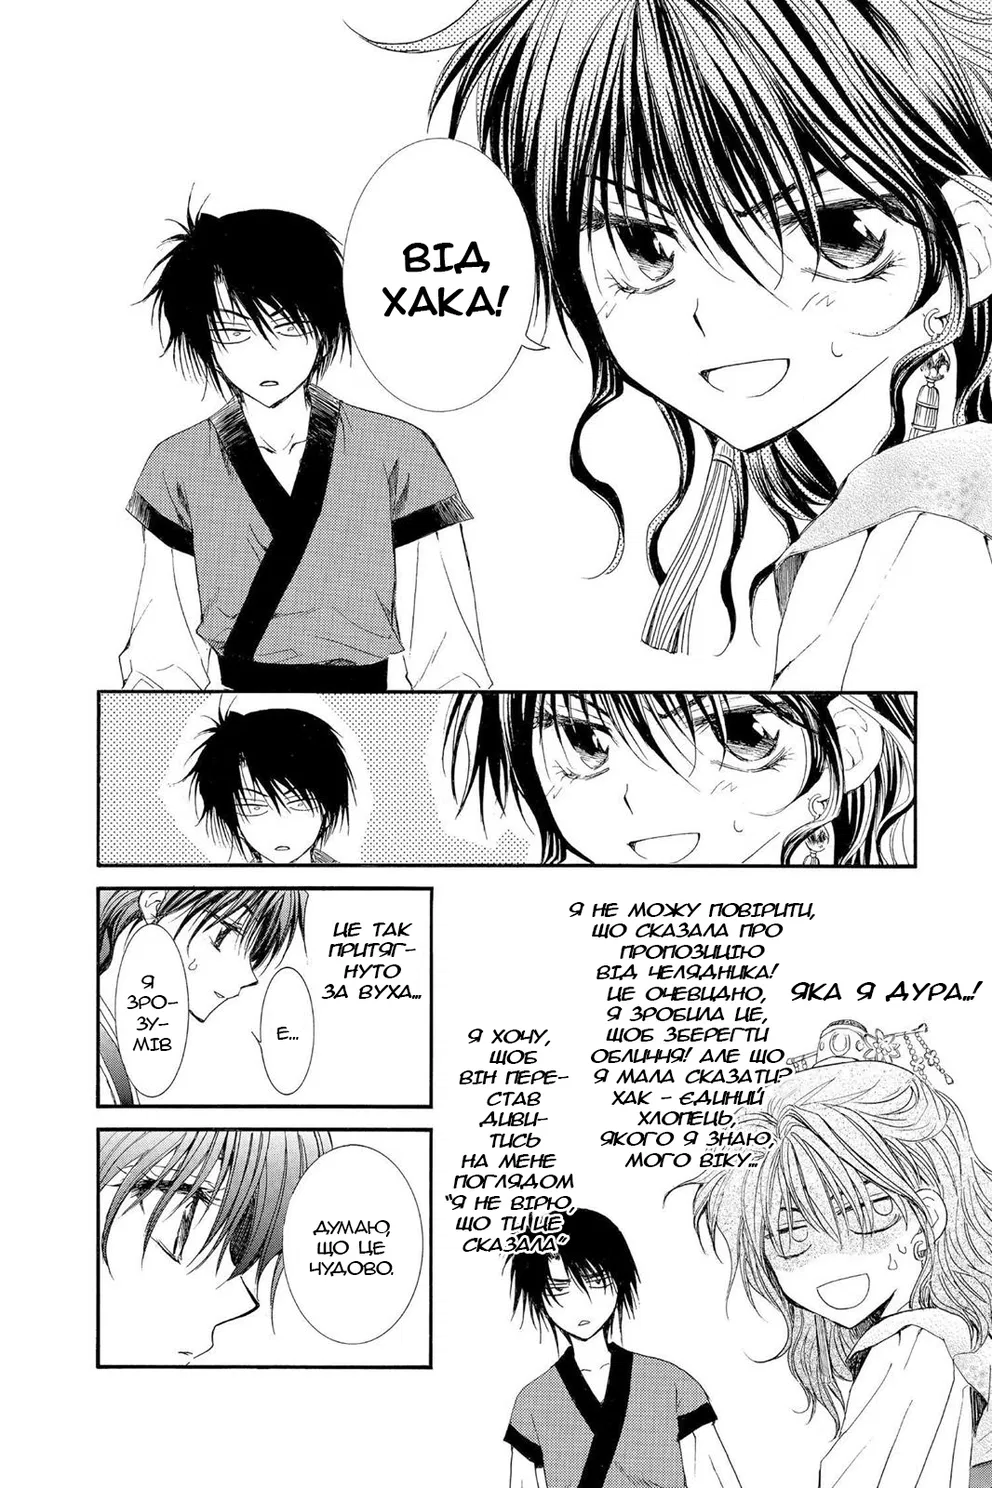 ВІД
ХАКА!
ЯКА Я ДУРА...!
Я НЕ МОЖУ ПОВІРИТИ,
ЩО СКАЗАЛА ПРО
ПРОПОЗИЦІЮ
ВІД ЧЕЛЯДНИКА!
ЦЕ ОЧЕВИДНО,
Я ЗРОБИЛА ЦЕ,
ЩОБ ЗБЕРЕГТИ
ОБЛИЧЧЯ! АЛЕ ЩО
Я МАЛА СКАЗАТИ?
ХАК - ЄДИНИЙ
ХЛОПЕЦЬ,
ЯКОГО Я ЗНАЮ,
МОГО ВІКУ...
Я ХОЧУ,
ЩОБ
ВІН ПЕРЕ-
СТАВ
ДИВИ-
ТИСЬ
НА МЕНЕ
ПОГЛЯДОМ
"Я НЕ ВІРЮ,
ЩО ТИ ЦЕ
СКАЗАЛА"
ЦЕ ТАК
ПРИТЯГ-
НУТО
ЗА ВУХА...
Е...
Я
ЗРО-
ЗУ-
МІВ
ДУМАЮ,
ЩО ЦЕ
ЧУДОВО.